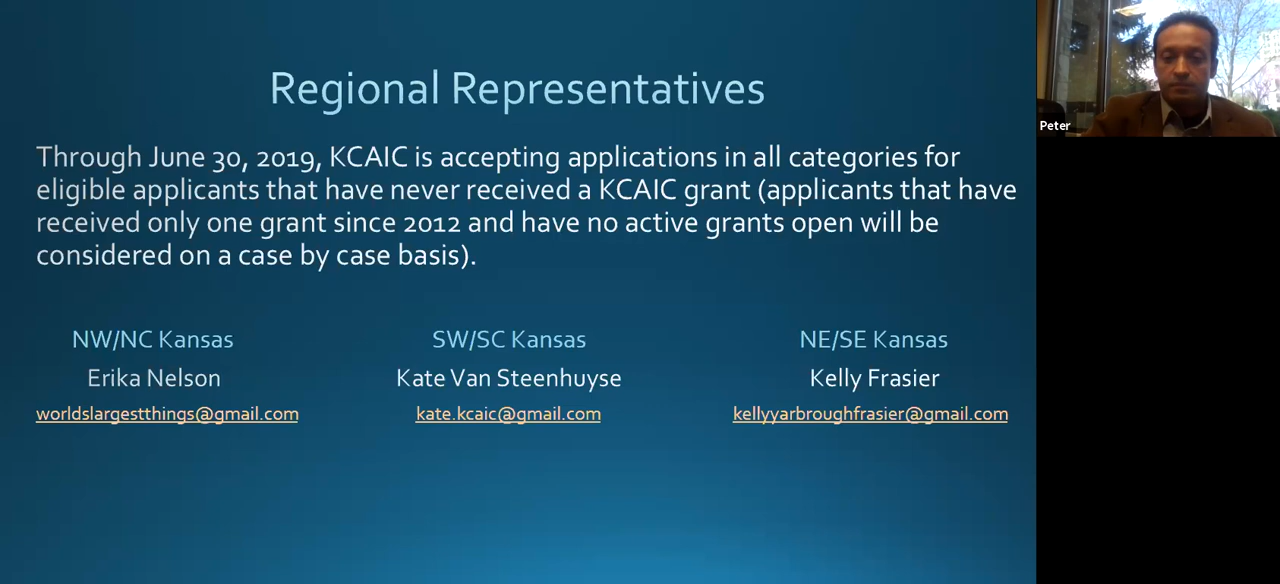 Regional Representatives
Through June 30, 2019, KCAIC is accepting applications in all categories for
eligible applicants that have never received a KCAIC grant (applicants that have
received only one grant since 2012 and have no active grants open will be
considered on a case by case basis).
NW/NC Kansas
Erika Nelson
worldslargestthings@gmail.com
SW/SC Kansas
Kate Van Steenhuyse
kate.kcaic@gmail.com
NE/SE Kansas
Kelly Frasier
kellyyarbroughfrasier@gmail.com
Peter